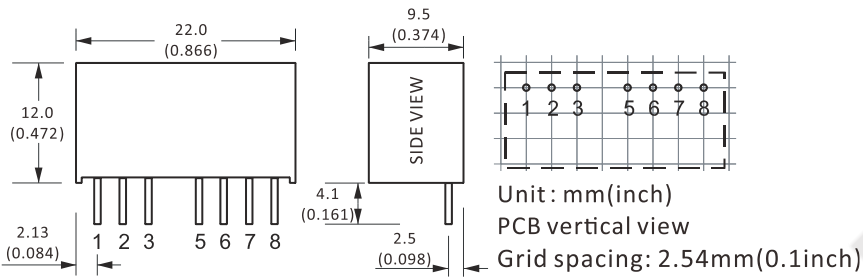 22.0
(0.866)
12.0
(0.472)
2.13
(0.084)
1 2 3 5 6 7 8
9.5
(0.374)
SIDE VIEW
4.1
(0.161)
2.5
(0.098)
1 2 3 5 6 7 8
Unit : mm(inch)
PCB vertical view
Grid spacing: 2.54mm(0.1inch)